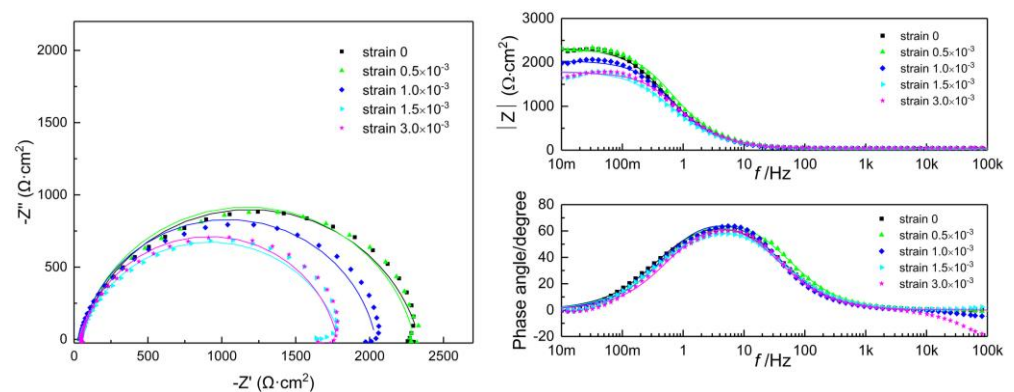 2000
1500
1000
500
0
-Z'' (Ω·cm²)
strain 0
strain 0.5×10⁻³
strain 1.0×10⁻³
strain 1.5×10⁻³
strain 3.0×10⁻³
0 500 1000 1500 2000 2500
-Z' (Ω·cm²)
3000
2000
1000
0
|Z| (Ω·cm²)
strain 0
strain 0.5×10⁻³
strain 1.0×10⁻³
strain 1.5×10⁻³
strain 3.0×10⁻³
10m 100m 1 10 100 1k 10k 100k
f /Hz
80
60
40
20
0
-20
Phase angle/degree
strain 0
strain 0.5×10⁻³
strain 1.0×10⁻³
strain 1.5×10⁻³
strain 3.0×10⁻³
10m 100m 1 10 100 1k 10k 100k
f /Hz